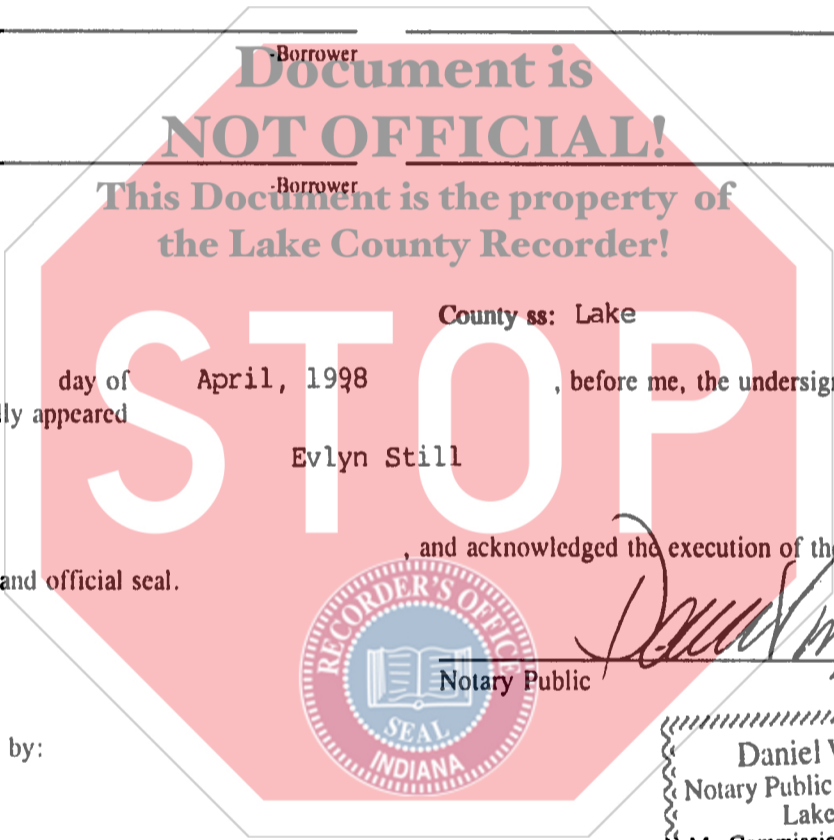 -Borrower
Document is
NOT OFFICIAL!
-Borrower
This Document is the property of
the Lake County Recorder!
STOP
County ss: Lake
day of April, 1998 , before me, the undersign
lly appeared
Evlyn Still
, and acknowledged the execution of the
and official seal.
RECORDER'S OFFICE
SEAL
INDIANA
Notary Public
by:
Daniel
Notary Public
Lake